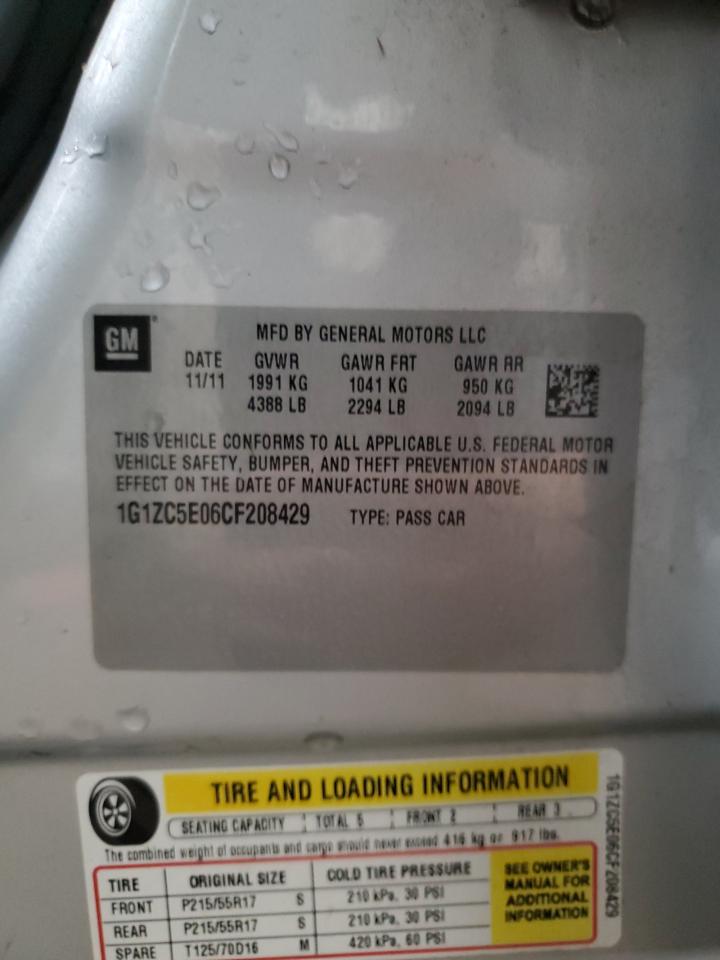 GM
MFD BY GENERAL MOTORS LLC
DATE GVWR GAWR FRT GAWR RR
11/11 1991 KG 1041 KG 950 KG
4388 LB 2294 LB 2094 LB
THIS VEHICLE CONFORMS TO ALL APPLICABLE U.S. FEDERAL MOTOR
VEHICLE SAFETY, BUMPER, AND THEFT PREVENTION STANDARDS IN
EFFECT ON THE DATE OF MANUFACTURE SHOWN ABOVE.
1G1ZC5E06CF208429 TYPE: PASS CAR
TIRE AND LOADING INFORMATION
SEATING CAPACITY TOTAL 5 FRONT 2 REAR 3
The combined weight of occupants and cargo should never exceed 416 kg or 917 lbs.
TIRE ORIGINAL SIZE COLD TIRE PRESSURE
FRONT P215/55R17 S 210 kPa, 30 PSI
REAR P215/55R17 S 210 kPa, 30 PSI
SPARE T125/70D16 M 420 kPa, 60 PSI
SEE OWNER'S
MANUAL FOR
ADDITIONAL
INFORMATION
1G1ZC5E06CF208429